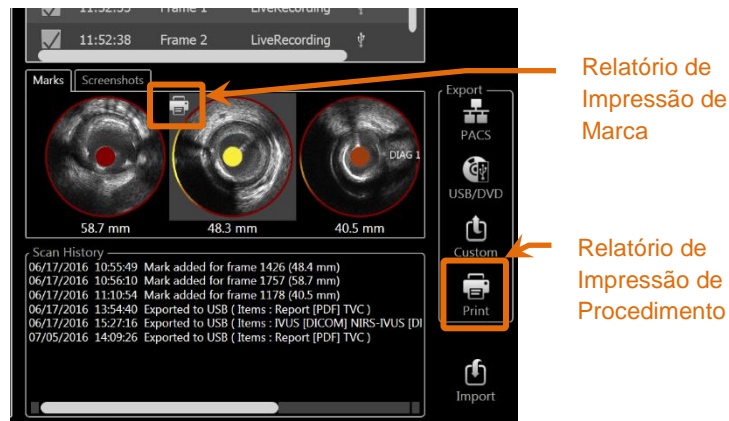 11:52:55 Frame 1 LiveRecording
11:52:38 Frame 2 LiveRecording
Marks Screenshots
DIAG 1
58.7 mm 48.3 mm 40.5 mm
Scan History
06/17/2016 10:55:49 Mark added for frame 1426 (48.4 mm)
06/17/2016 10:56:10 Mark added for frame 1757 (58.7 mm)
06/17/2016 11:10:54 Mark added for frame 1178 (40.5 mm)
06/17/2016 13:54:40 Exported to USB ( Items : Report [PDF] TVC )
06/17/2016 15:27:16 Exported to USB ( Items : IVUS [DICOM] NIRS-IVUS [DI
07/05/2016 14:09:26 Exported to USB ( Items : Report [PDF] TVC )
Export
PACS
USB/DVD
Custom
Print
Import
Relatório de
Impressão de
Marca
Relatório de
Impressão de
Procedimento